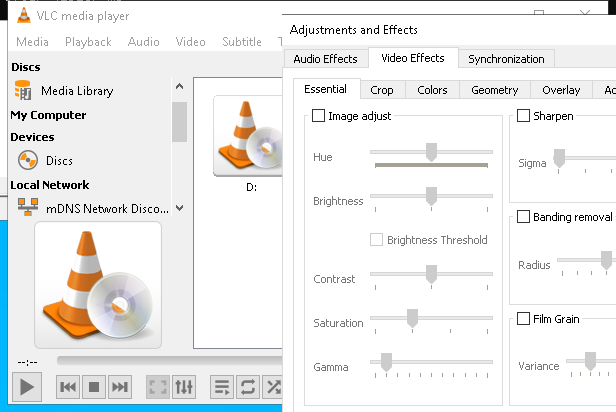 VLC media player
Media Playback Audio Video Subtitle
Discs
Media Library
My Computer
Devices
Discs
Local Network
mDNS Network Disco...
D:
--:--
Adjustments and Effects
Audio Effects Video Effects Synchronization
Essential Crop Colors Geometry Overlay
Image adjust
Hue
Brightness
Brightness Threshold
Contrast
Saturation
Gamma
Sharpen
Sigma
Banding removal
Radius
Film Grain
Variance